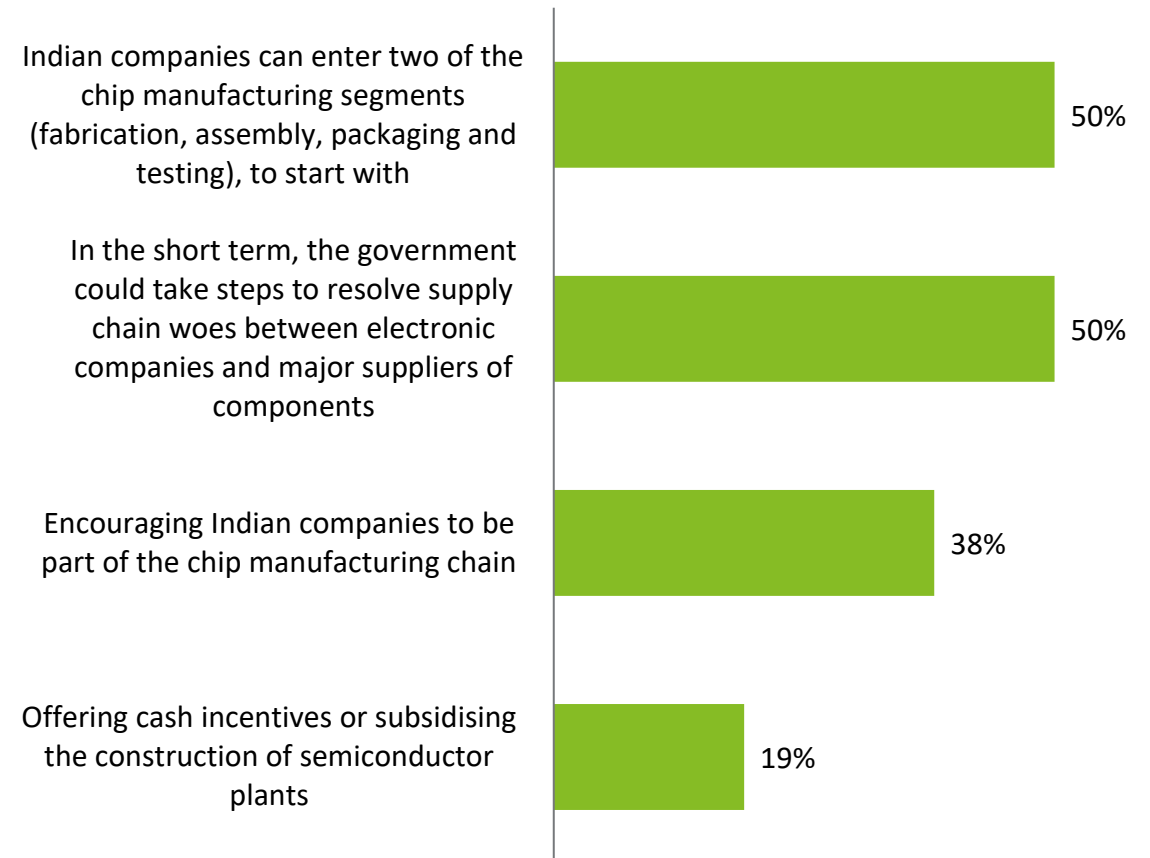 Indian companies can enter two of the
chip manufacturing segments
(fabrication, assembly, packaging and
testing), to start with
50%
In the short term, the government
could take steps to resolve supply
chain woes between electronic
companies and major suppliers of
components
50%
Encouraging Indian companies to be
part of the chip manufacturing chain
38%
Offering cash incentives or subsidising
the construction of semiconductor
plants
19%